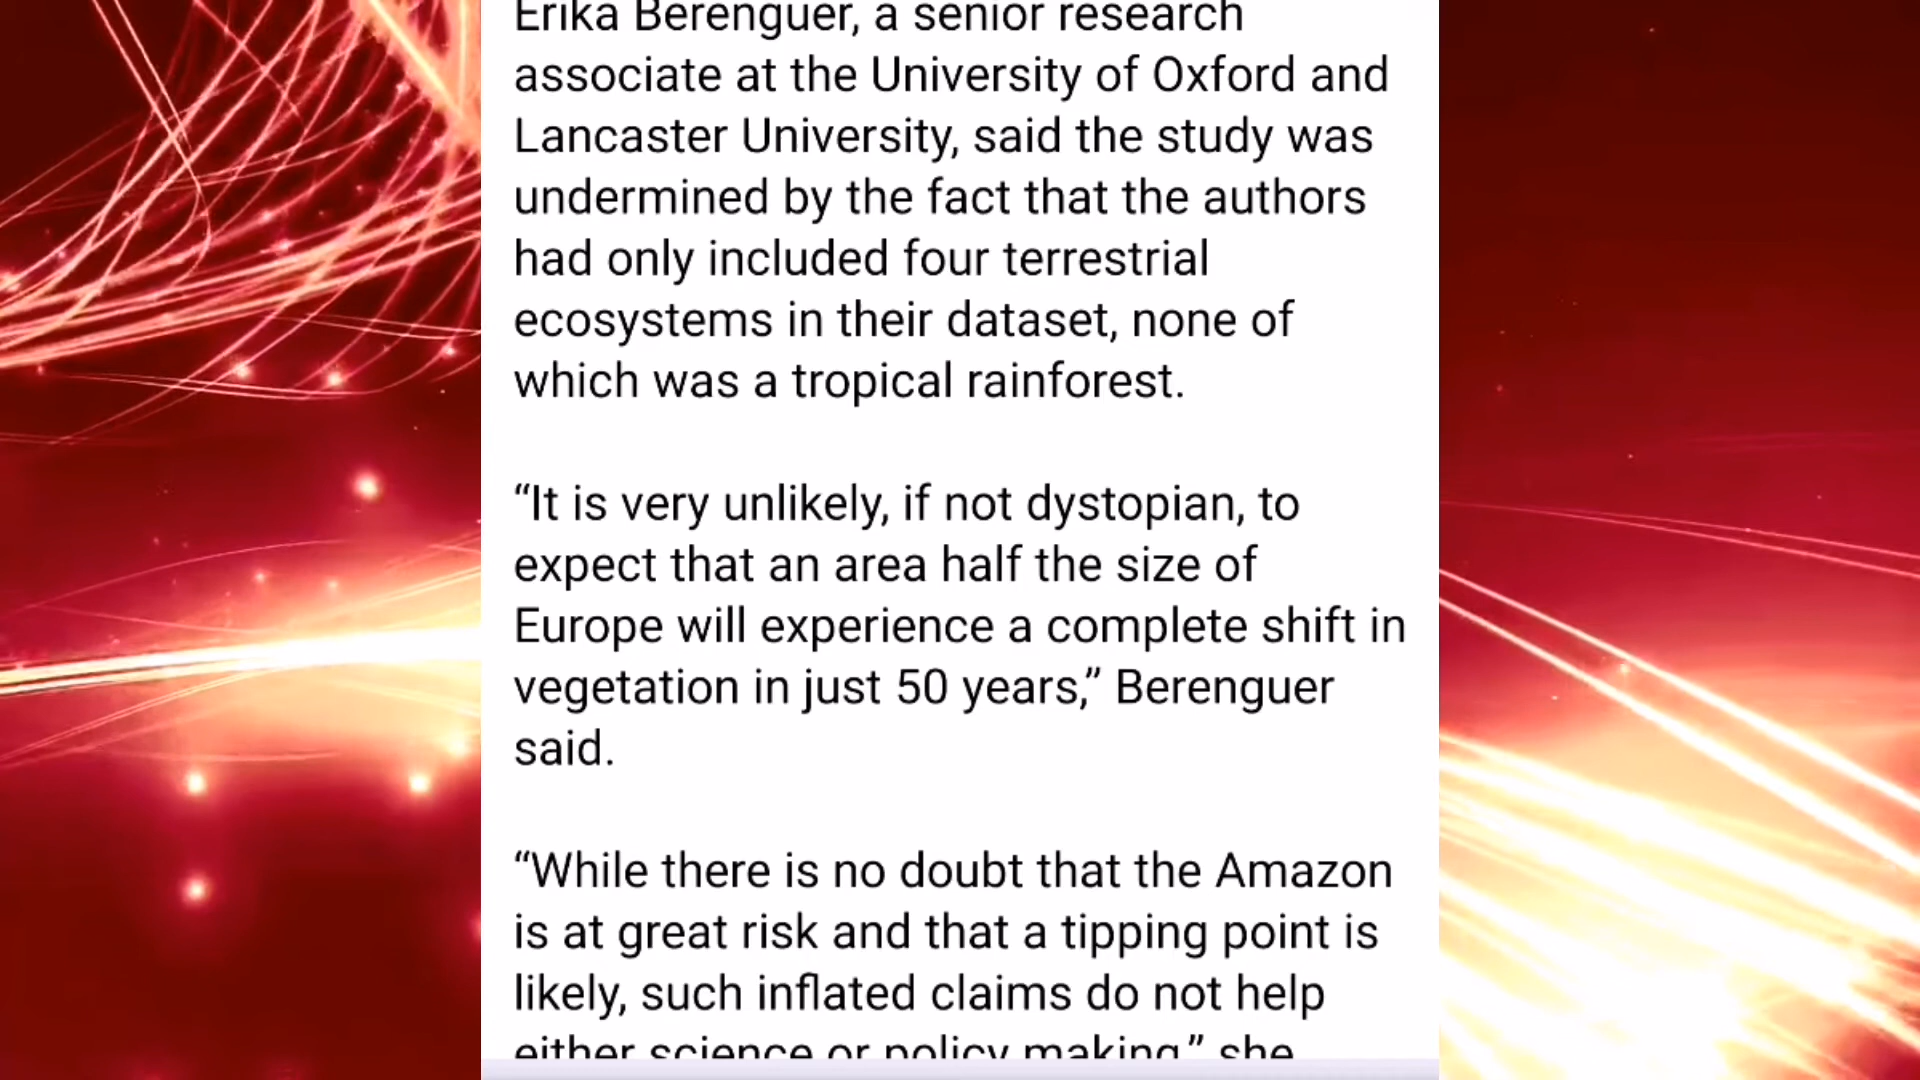 Erika Berenguer, a senior research
associate at the University of Oxford and
Lancaster University, said the study was
undermined by the fact that the authors
had only included four terrestrial
ecosystems in their dataset, none of
which was a tropical rainforest.
“It is very unlikely, if not dystopian, to
expect that an area half the size of
Europe will experience a complete shift in
vegetation in just 50 years,” Berenguer
said.
“While there is no doubt that the Amazon
is at great risk and that a tipping point is
likely, such inflated claims do not help
either science or policy making,” she